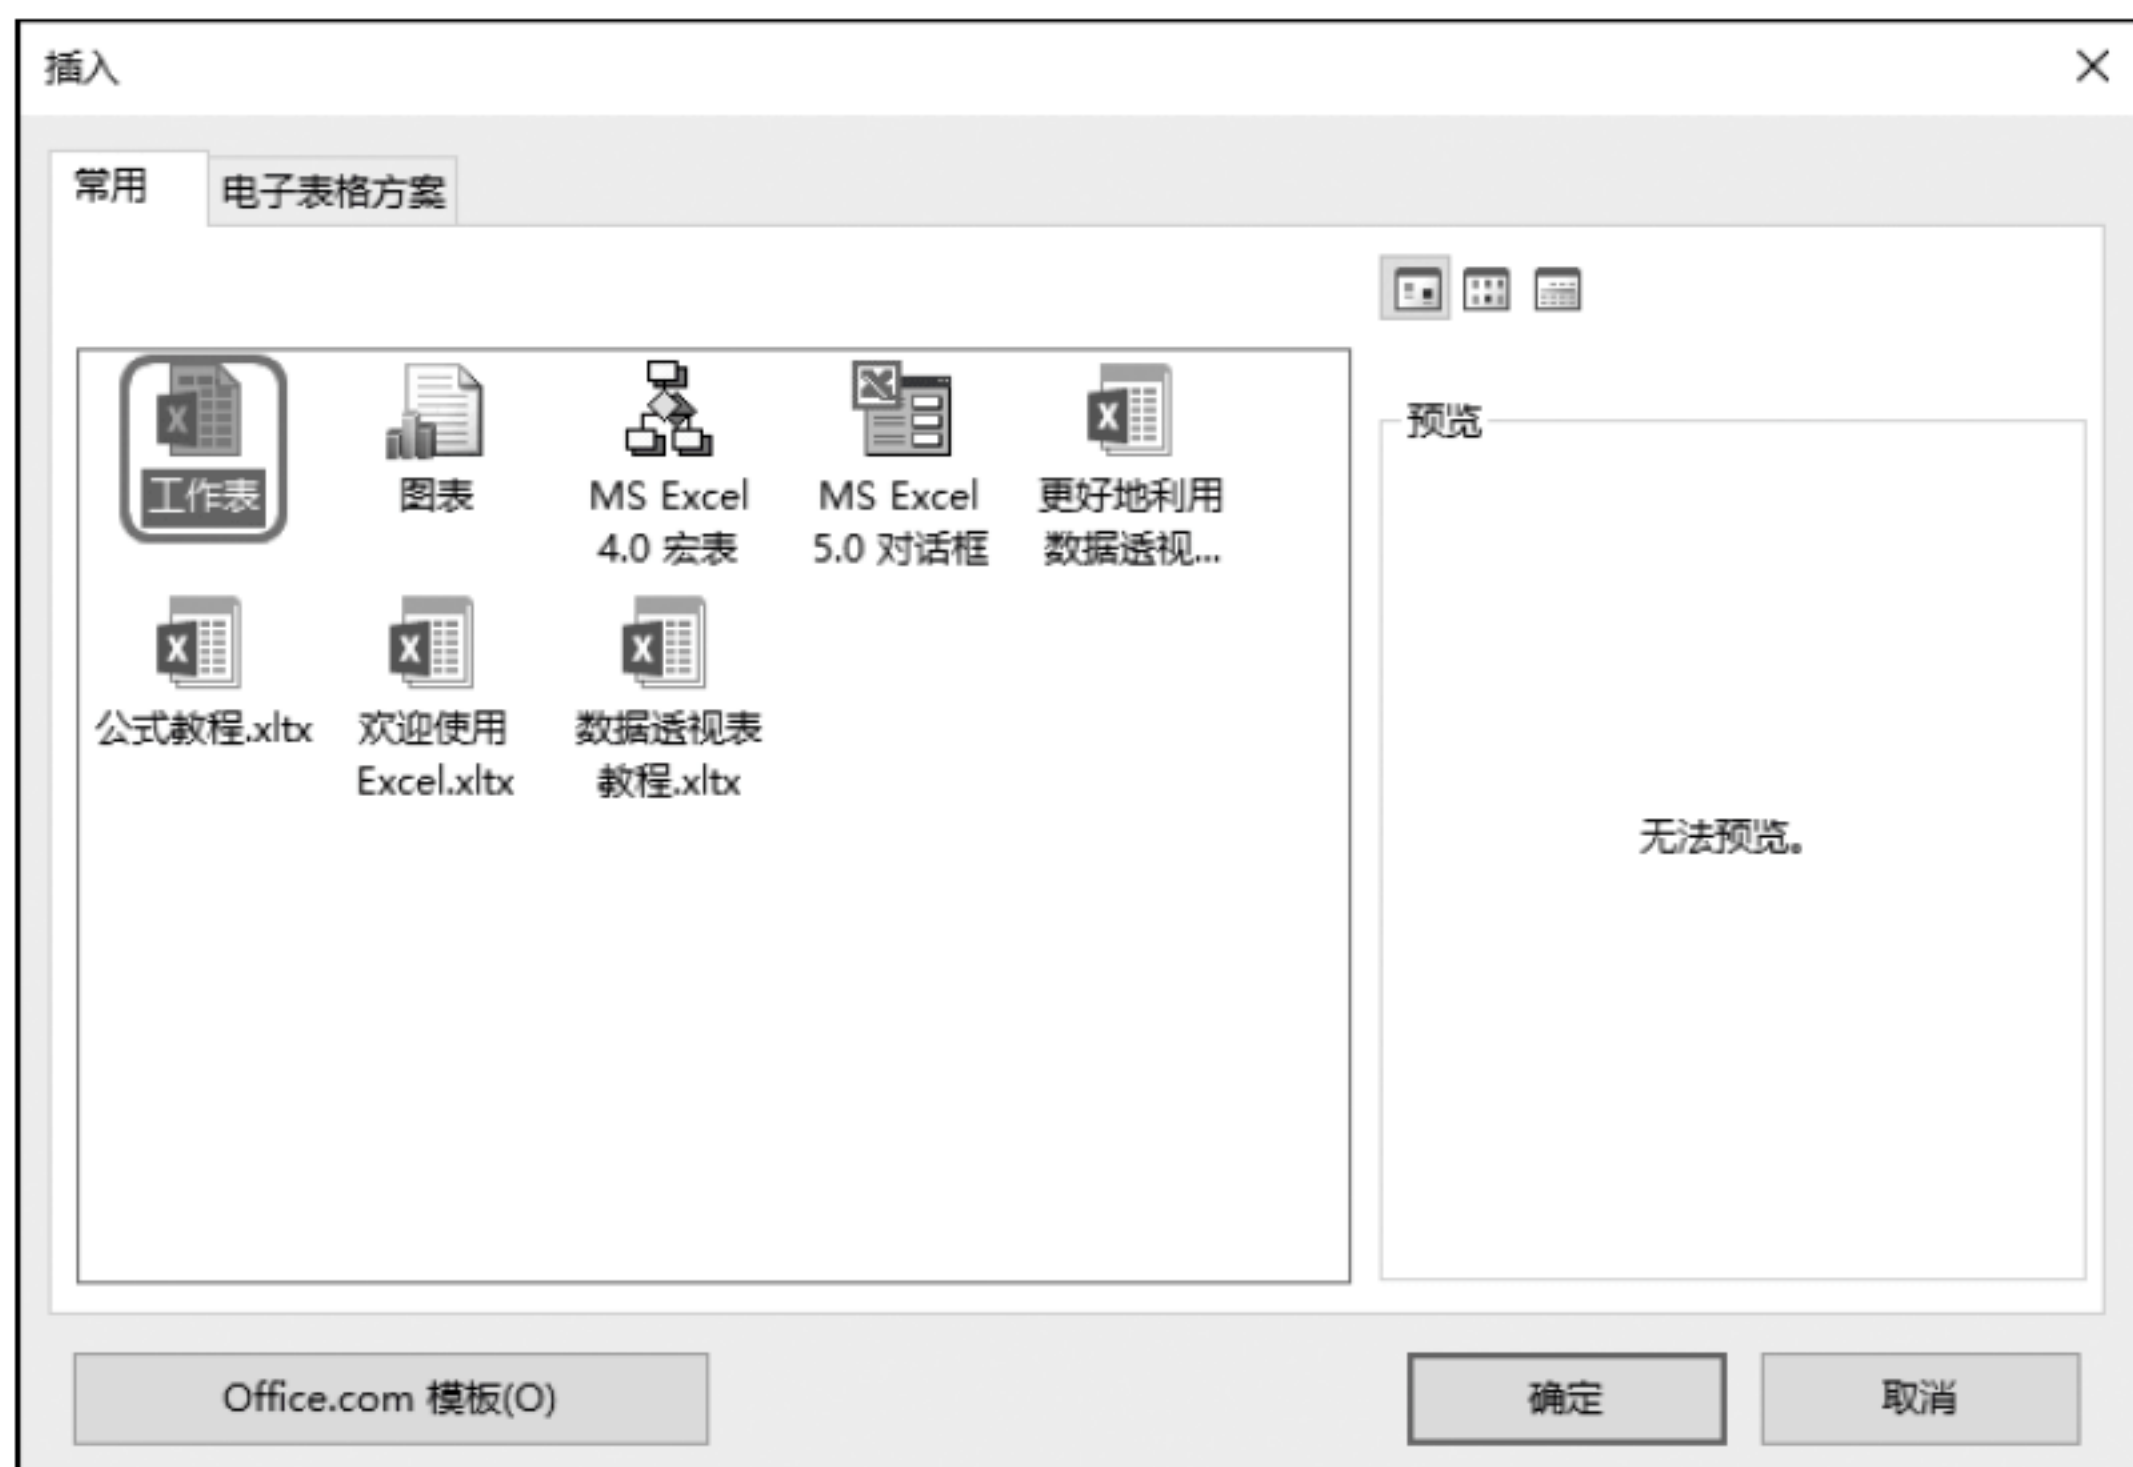 插入
常用
电子表格方案
预览
工作表
图表
MS Excel
4.0 宏表
MS Excel
5.0 对话框
更好地利用
数据透视...
公式教程.xltx
欢迎使用
Excel.xltx
数据透视表
教程.xltx
无法预览。
Office.com 模板(O)
确定
取消